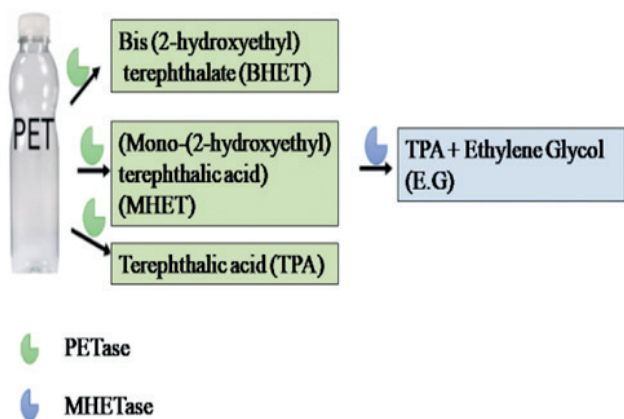 PET
Bis (2-hydroxyethyl)
terephthalate (BHET)
(Mono-(2-hydroxyethyl)
terephthalic acid)
(MHET)
TPA + Ethylene Glycol
(E.G)
Terephthalic acid (TPA)
PETase
MHETase